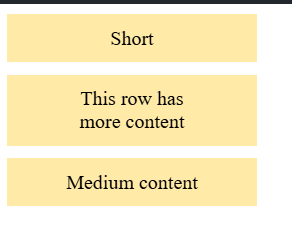 Short
This row has
more content
Medium content